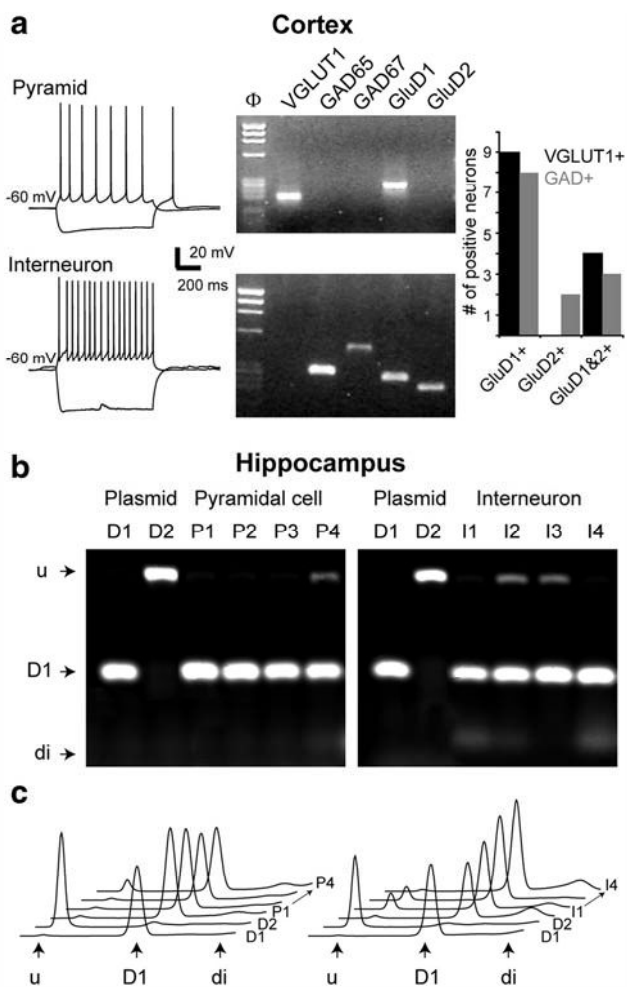 a
Cortex
Pyramid
-60 mV
20 mV
200 ms
Interneuron
-60 mV
Φ
VGLUT1
GAD65
GAD67
GluD1
GluD2
# of positive neurons
9
7
5
3
1
VGLUT1+
GAD+
GluD1+
GluD2+
GluD1&2+
b
Hippocampus
Plasmid Pyramidal cell Plasmid Interneuron
D1 D2 P1 P2 P3 P4 D1 D2 I1 I2 I3 I4
u
D1
di
c
P4
P1
D2
D1
u D1 di
I4
I1
D2
D1
u D1 di